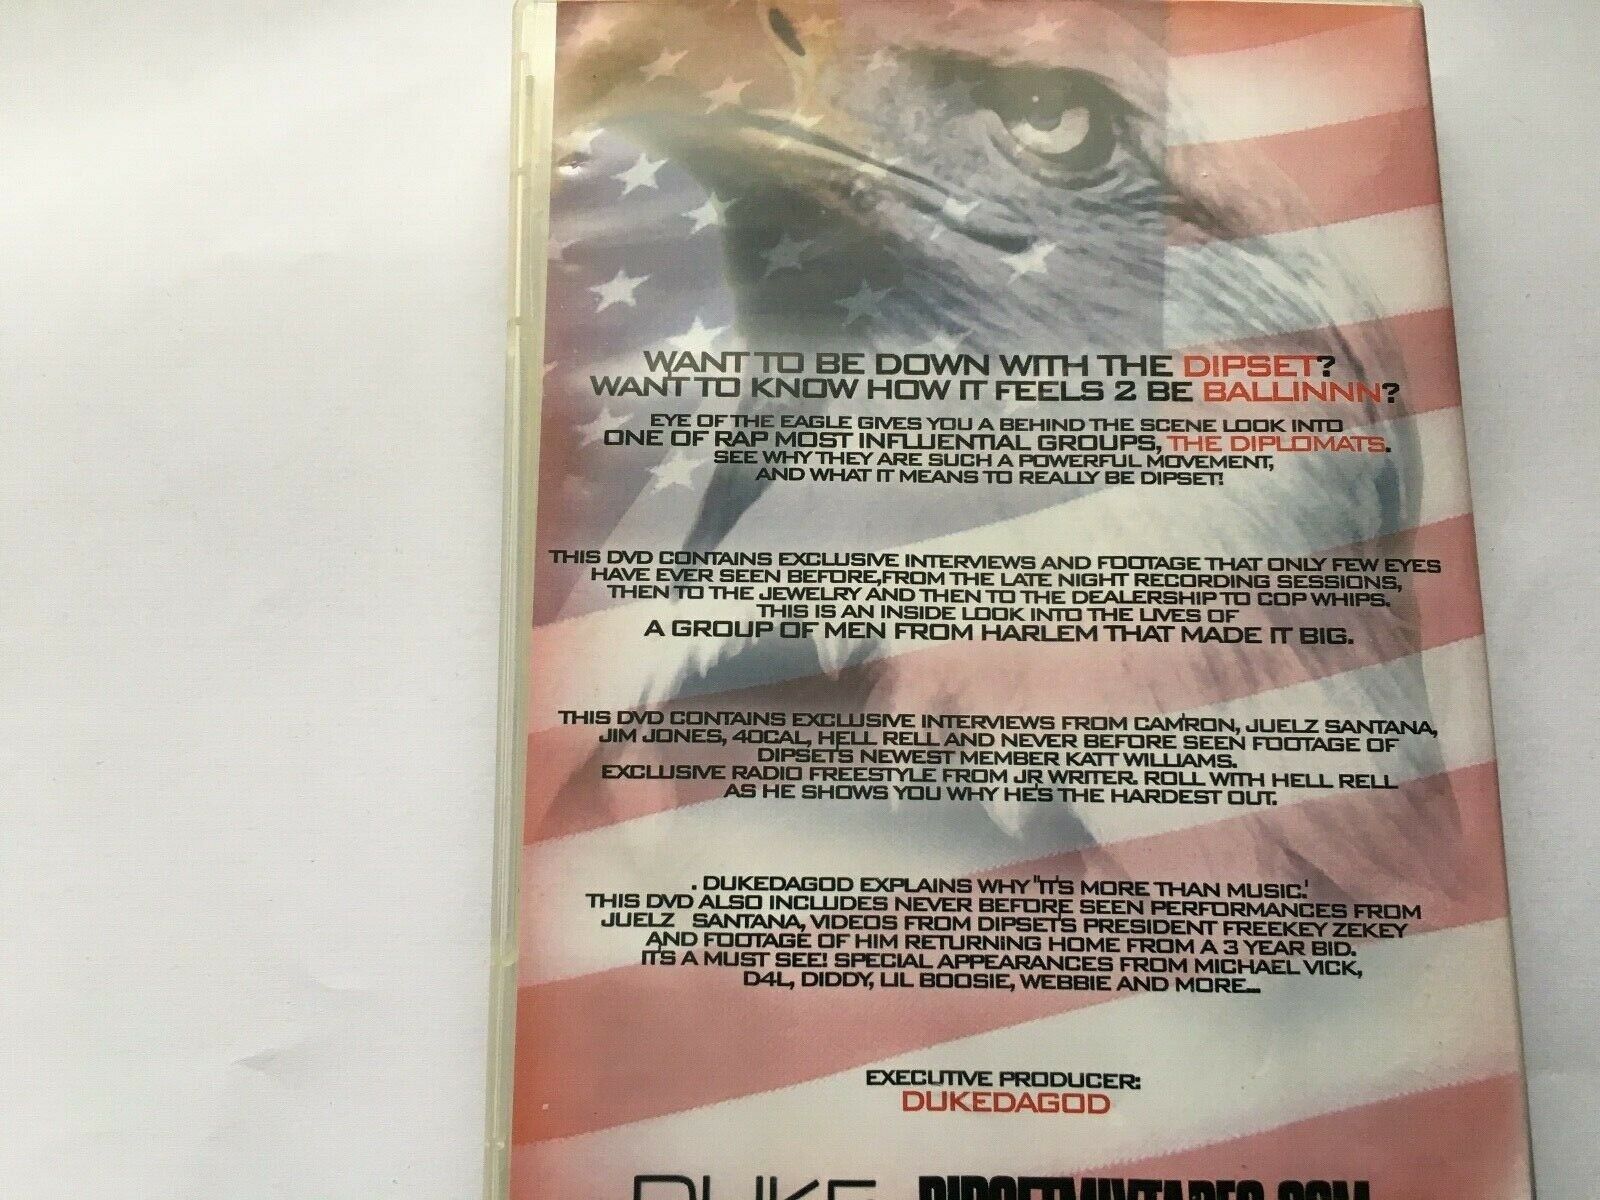 WANT TO BE DOWN WITH THE DIPSET?
WANT TO KNOW HOW IT FEELS 2 BE BALLINNN?
EYE OF THE EAGLE GIVES YOU A BEHIND THE SCENE LOOK INTO
ONE OF RAP MOST INFLUENTIAL GROUPS, THE DIPLOMATS.
SEE WHY THEY ARE SUCH A POWERFUL MOVEMENT,
AND WHAT IT MEANS TO REALLY BE DIPSET!
THIS DVD CONTAINS EXCLUSIVE INTERVIEWS AND FOOTAGE THAT ONLY FEW EYES
HAVE EVER SEEN BEFORE,FROM THE LATE NIGHT RECORDING SESSIONS,
THEN TO THE JEWELRY AND THEN TO THE DEALERSHIP TO COP WHIPS.
THIS IS AN INSIDE LOOK INTO THE LIVES OF
A GROUP OF MEN FROM HARLEM THAT MADE IT BIG.
THIS DVD CONTAINS EXCLUSIVE INTERVIEWS FROM CAM'RON, JUELZ SANTANA,
JIM JONES, 40CAL, HELL RELL AND NEVER BEFORE SEEN FOOTAGE OF
DIPSETS NEWEST MEMBER KATT WILLIAMS.
EXCLUSIVE RADIO FREESTYLE FROM JR WRITER. ROLL WITH HELL RELL
AS HE SHOWS YOU WHY HE'S THE HARDEST OUT.
. DUKEDAGOD EXPLAINS WHY "IT'S MORE THAN MUSIC.'
THIS DVD ALSO INCLUDES NEVER BEFORE SEEN PERFORMANCES FROM
JUELZ SANTANA, VIDEOS FROM DIPSET'S PRESIDENT FREEKEY ZEKEY
AND FOOTAGE OF HIM RETURNING HOME FROM A 3 YEAR BID.
IT'S A MUST SEE! SPECIAL APPEARANCES FROM MICHAEL VICK,
D4L, DIDDY, LIL BOOSIE, WEBBIE AND MORE...
EXECUTIVE PRODUCER:
DUKEDAGOD
DUKE DIPSETMIXTAPES.COM